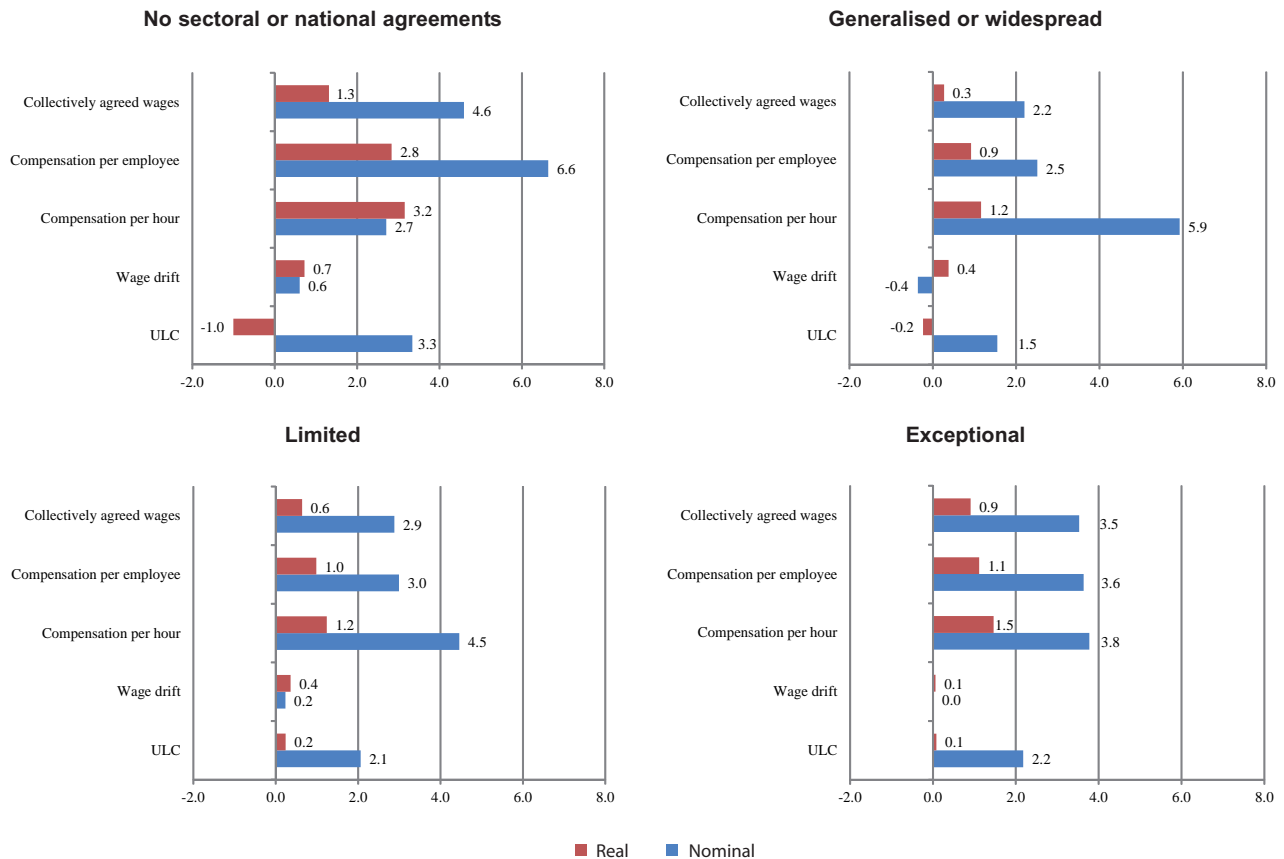 No sectoral or national agreements
Collectively agreed wages
1.3
4.6
Compensation per employee
2.8
6.6
Compensation per hour
3.2
2.7
Wage drift
0.7
0.6
ULC
-1.0
3.3
-2.0 0.0 2.0 4.0 6.0 8.0
Generalised or widespread
Collectively agreed wages
0.3
2.2
Compensation per employee
0.9
2.5
Compensation per hour
1.2
5.9
Wage drift
0.4
-0.4
ULC
-0.2
1.5
-2.0 0.0 2.0 4.0 6.0 8.0
Limited
Collectively agreed wages
0.6
2.9
Compensation per employee
1.0
3.0
Compensation per hour
1.2
4.5
Wage drift
0.4
0.2
ULC
0.2
2.1
-2.0 0.0 2.0 4.0 6.0 8.0
Exceptional
Collectively agreed wages
0.9
3.5
Compensation per employee
1.1
3.6
Compensation per hour
1.5
3.8
Wage drift
0.1
0.0
ULC
0.1
2.2
-2.0 0.0 2.0 4.0 6.0 8.0
Real Nominal